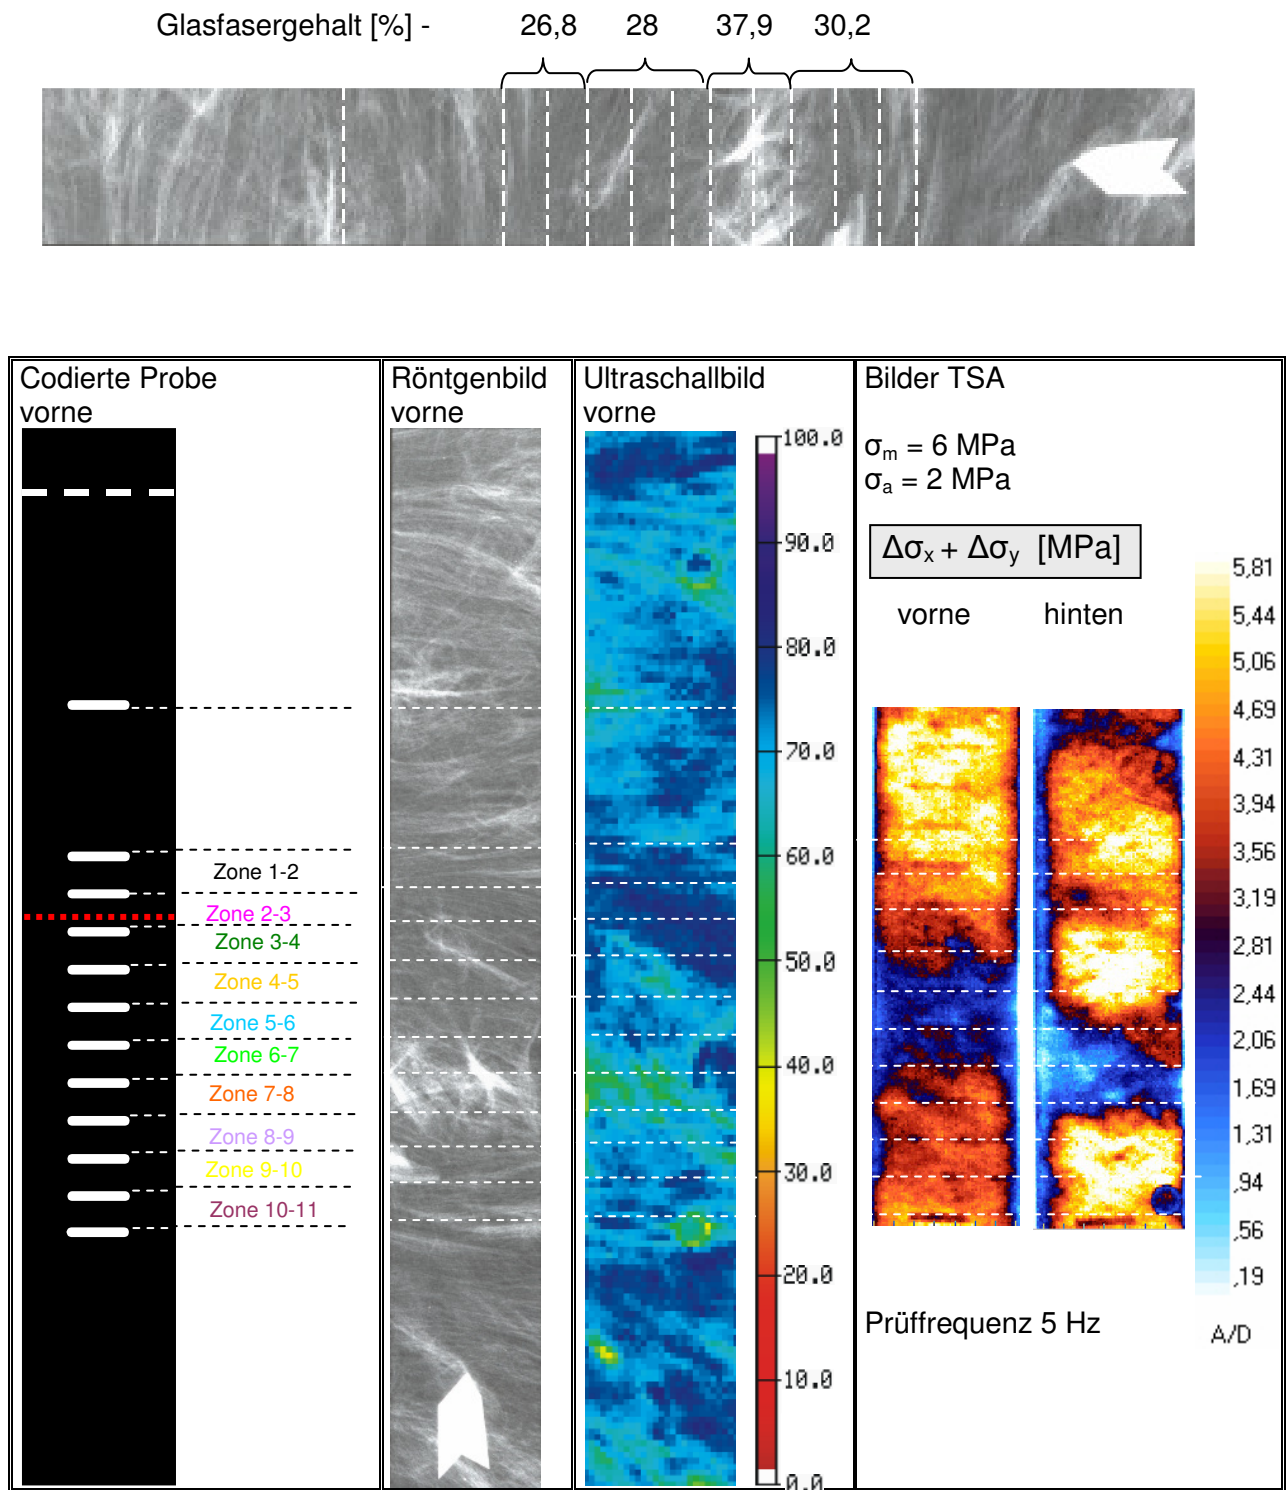 Glasfasergehalt [%] - 26,8 28 37,9 30,2
Codierte Probe
vorne
Zone 1-2
Zone 2-3
Zone 3-4
Zone 4-5
Zone 5-6
Zone 6-7
Zone 7-8
Zone 8-9
Zone 9-10
Zone 10-11
Röntgenbild
vorne
Ultraschallbild
vorne
100.0
90.0
80.0
70.0
60.0
50.0
40.0
30.0
20.0
10.0
0.0
Bilder TSA
σm = 6 MPa
σa = 2 MPa
Δσx + Δσy [MPa]
vorne hinten
5,81
5,44
5,06
4,69
4,31
3,94
3,56
3,19
2,81
2,44
2,06
1,69
1,31
,94
,56
,19
A/D
Prüffrequenz 5 Hz